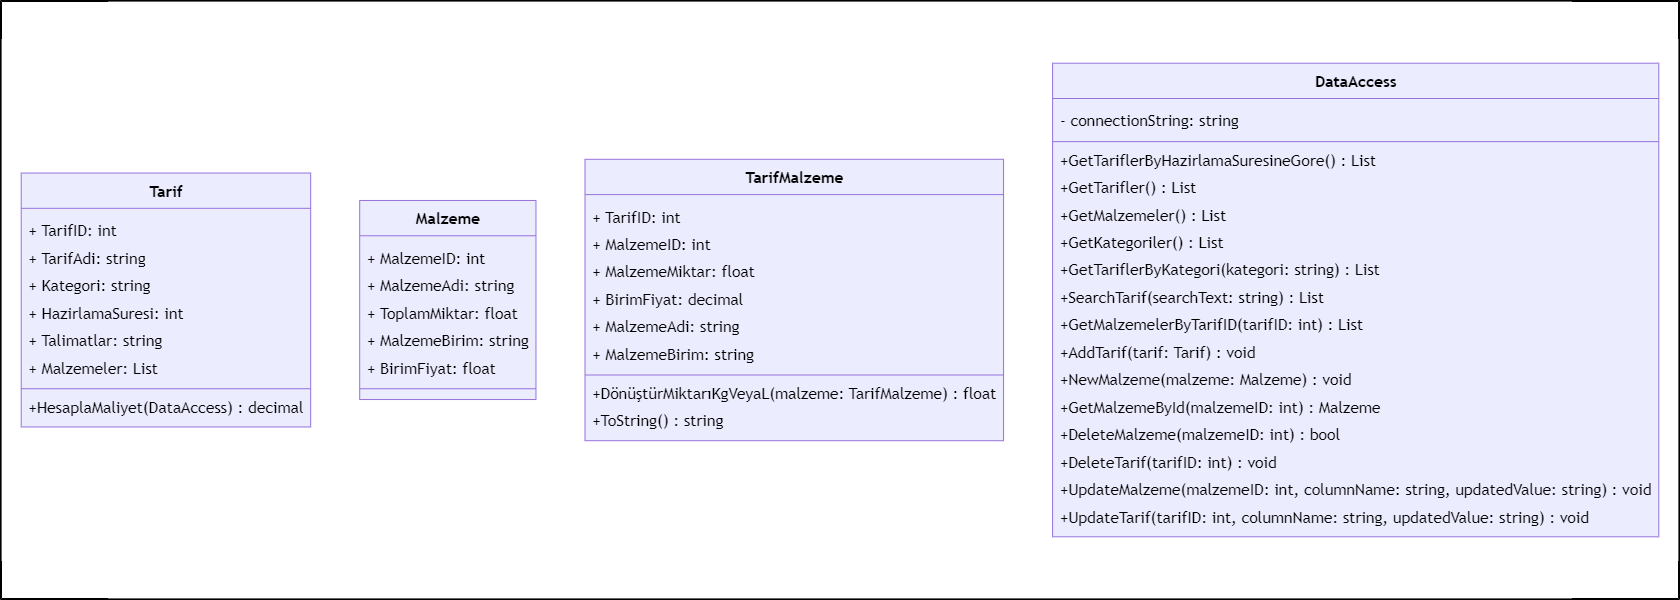 Tarif
+ TarifID: int
+ TarifAdi: string
+ Kategori: string
+ HazirlamaSuresi: int
+ Talimatlar: string
+ Malzemeler: List
+HesaplaMaliyet(DataAccess) : decimal
Malzeme
+ MalzemeID: int
+ MalzemeAdi: string
+ ToplamMiktar: float
+ MalzemeBirim: string
+ BirimFiyat: float
TarifMalzeme
+ TarifID: int
+ MalzemeID: int
+ MalzemeMiktar: float
+ BirimFiyat: decimal
+ MalzemeAdi: string
+ MalzemeBirim: string
+DönüştürMiktarıKgVeyaL(malzeme: TarifMalzeme) : float
+ToString() : string
DataAccess
- connectionString: string
+GetTariflerByHazirlamaSuresineGore() : List
+GetTarifler() : List
+GetMalzemeler() : List
+GetKategoriler() : List
+GetTariflerByKategori(kategori: string) : List
+SearchTarif(searchText: string) : List
+GetMalzemelerByTarifID(tarifID: int) : List
+AddTarif(tarif: Tarif) : void
+NewMalzeme(malzeme: Malzeme) : void
+GetMalzemeById(malzemeID: int) : Malzeme
+DeleteMalzeme(malzemeID: int) : bool
+DeleteTarif(tarifID: int) : void
+UpdateMalzeme(malzemeID: int, columnName: string, updatedValue: string) : void
+UpdateTarif(tarifID: int, columnName: string, updatedValue: string) : void